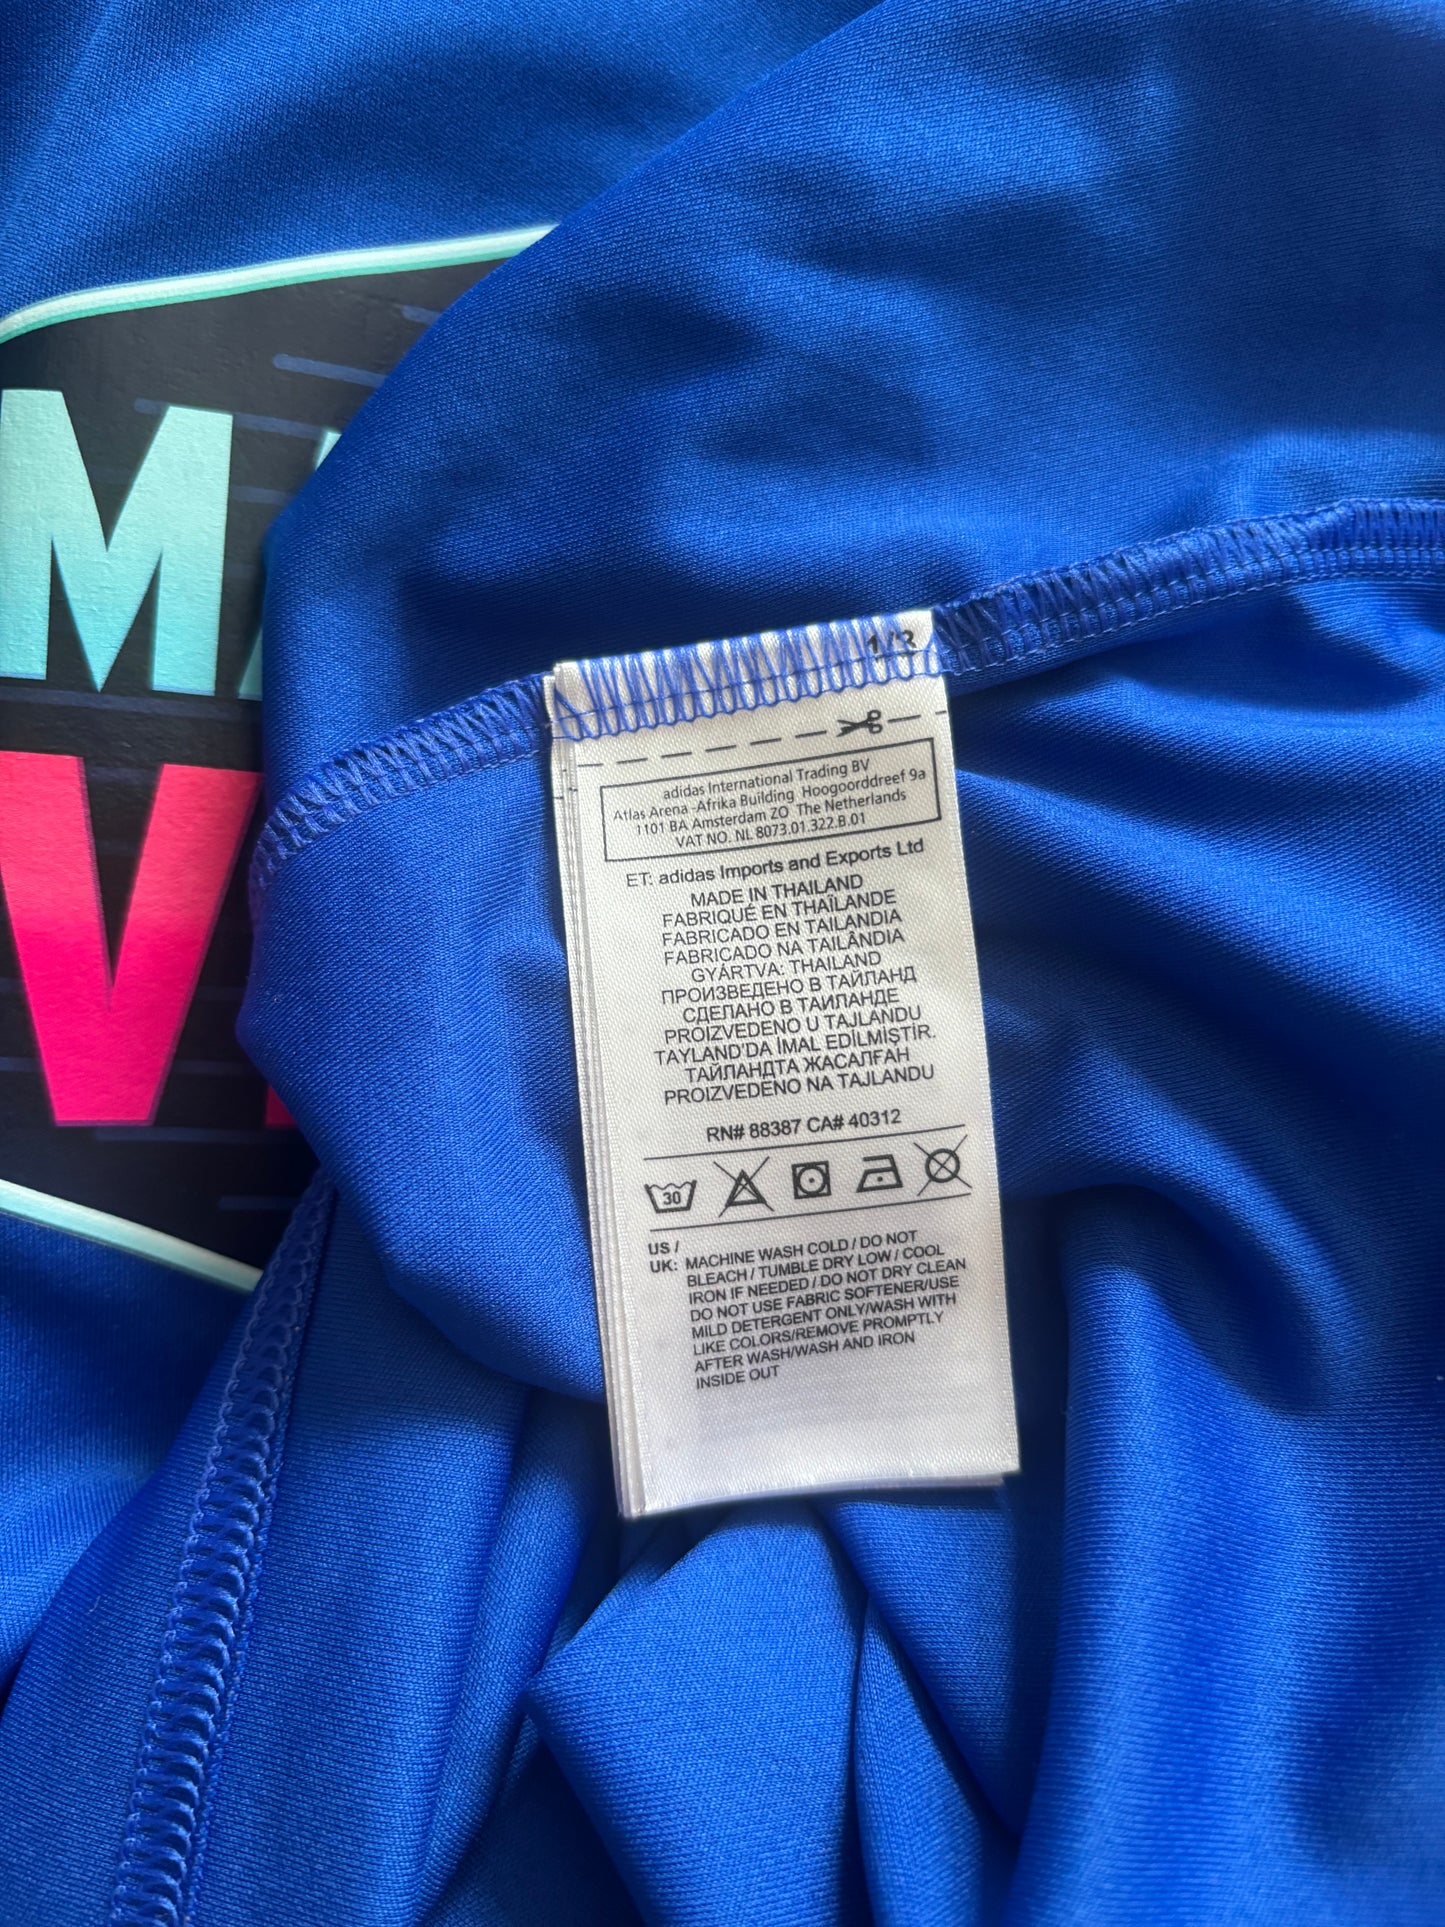 MA
V
1/3
adidas International Trading BV
Atlas Arena -Afrika Building Hoogoorddreef 9a
1101 BA Amsterdam ZO The Netherlands
VAT NO. NL 8073.01.322.B.01
ET: adidas Imports and Exports Ltd
MADE IN THAILAND
FABRIQUÉ EN THAÏLANDE
FABRICADO EN TAILANDIA
FABRICADO NA TAILÂNDIA
GYÁRTVA: THAILAND
ПРОИЗВЕДЕНО В ТАЙЛАНД
СДЕЛАНО В ТАИЛАНДЕ
PROIZVEDENO U TAJLANDU
TAYLAND'DA İMAL EDİLMİŞTİR.
ТАЙЛАНДТА ЖАСАЛҒАН
PROIZVEDENO NA TAJLANDU
RN# 88387 CA# 40312
30
US /
UK: MACHINE WASH COLD / DO NOT
BLEACH / TUMBLE DRY LOW / COOL
IRON IF NEEDED / DO NOT DRY CLEAN
DO NOT USE FABRIC SOFTENER/USE
MILD DETERGENT ONLY/WASH WITH
LIKE COLORS/REMOVE PROMPTLY
AFTER WASH/WASH AND IRON
INSIDE OUT